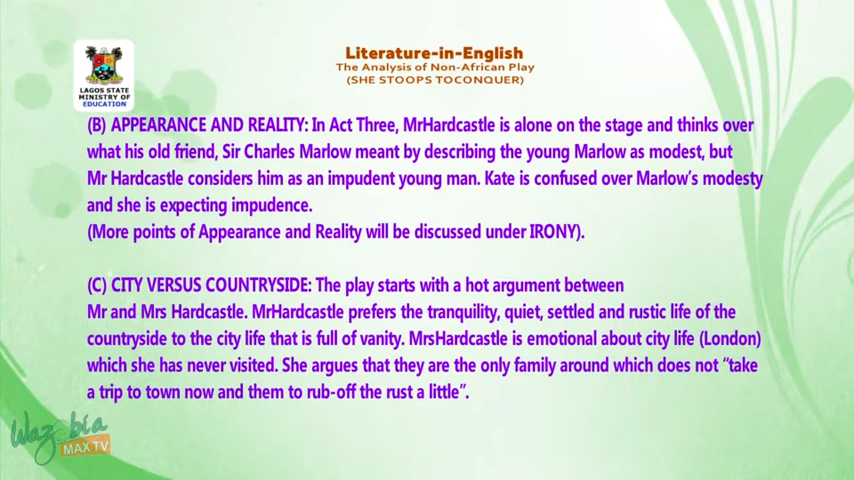 Literature-in-English
The Analysis of Non-African Play
(SHE STOOPS TOCONQUER)
LAGOS STATE
MINISTRY OF
EDUCATION
(B) APPEARANCE AND REALITY: In Act Three, MrHardcastle is alone on the stage and thinks over
what his old friend, Sir Charles Marlow meant by describing the young Marlow as modest, but
Mr Hardcastle considers him as an impudent young man. Kate is confused over Marlow's modesty
and she is expecting impudence.
(More points of Appearance and Reality will be discussed under IRONY).
(C) CITY VERSUS COUNTRYSIDE: The play starts with a hot argument between
Mr and Mrs Hardcastle. MrHardcastle prefers the tranquility, quiet, settled and rustic life of the
countryside to the city life that is full of vanity. MrsHardcastle is emotional about city life (London)
which she has never visited. She argues that they are the only family around which does not “take
a trip to town now and them to rub-off the rust a little”.
Wazobia
MAX TV